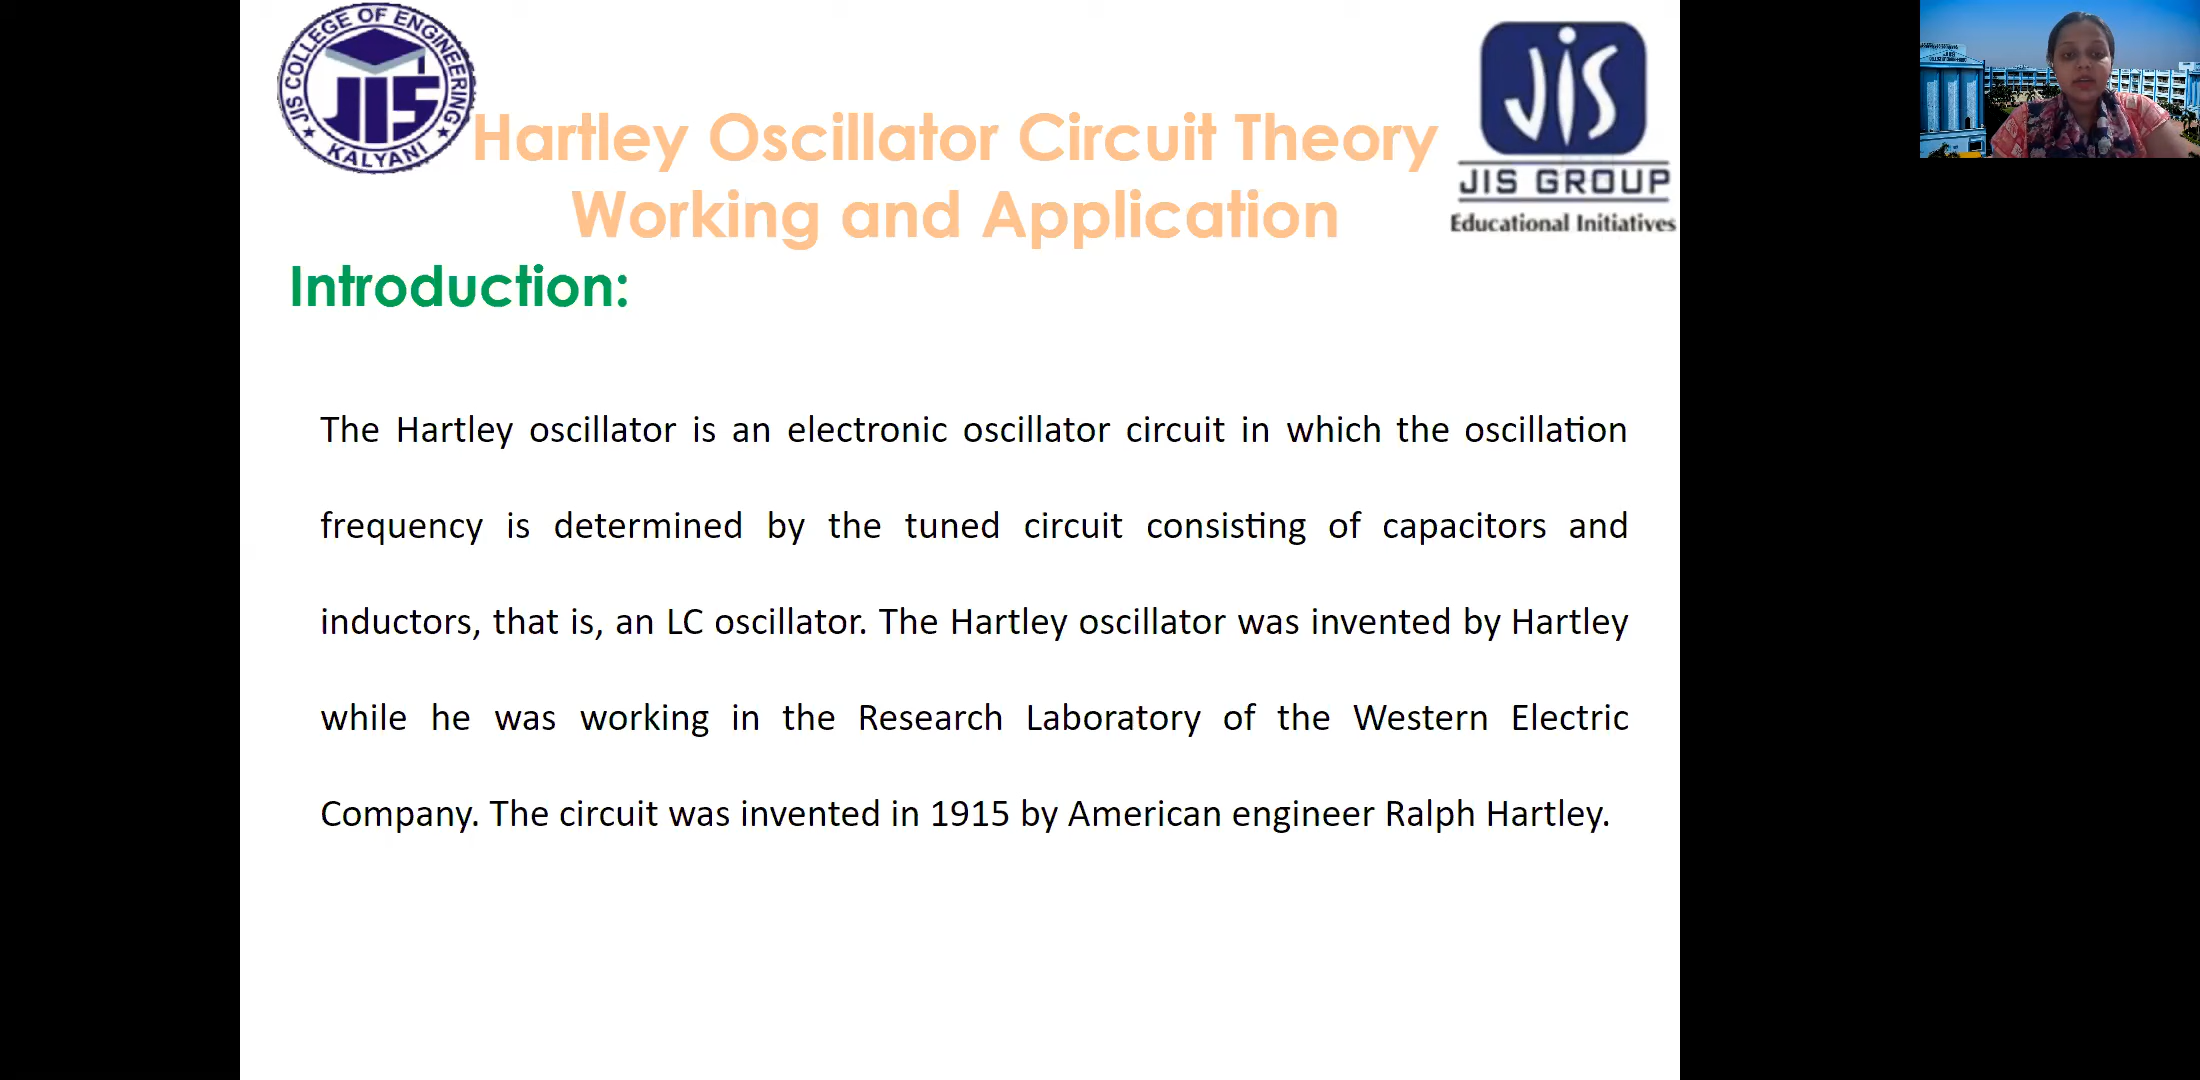 JIS COLLEGE OF ENGINEERING
JIS
KALYANI
Hartley Oscillator Circuit Theory
Working and Application
JiS
JIS GROUP
Educational Initiatives
Introduction:
The Hartley oscillator is an electronic oscillator circuit in which the oscillation
frequency is determined by the tuned circuit consisting of capacitors and
inductors, that is, an LC oscillator. The Hartley oscillator was invented by Hartley
while he was working in the Research Laboratory of the Western Electric
Company. The circuit was invented in 1915 by American engineer Ralph Hartley.